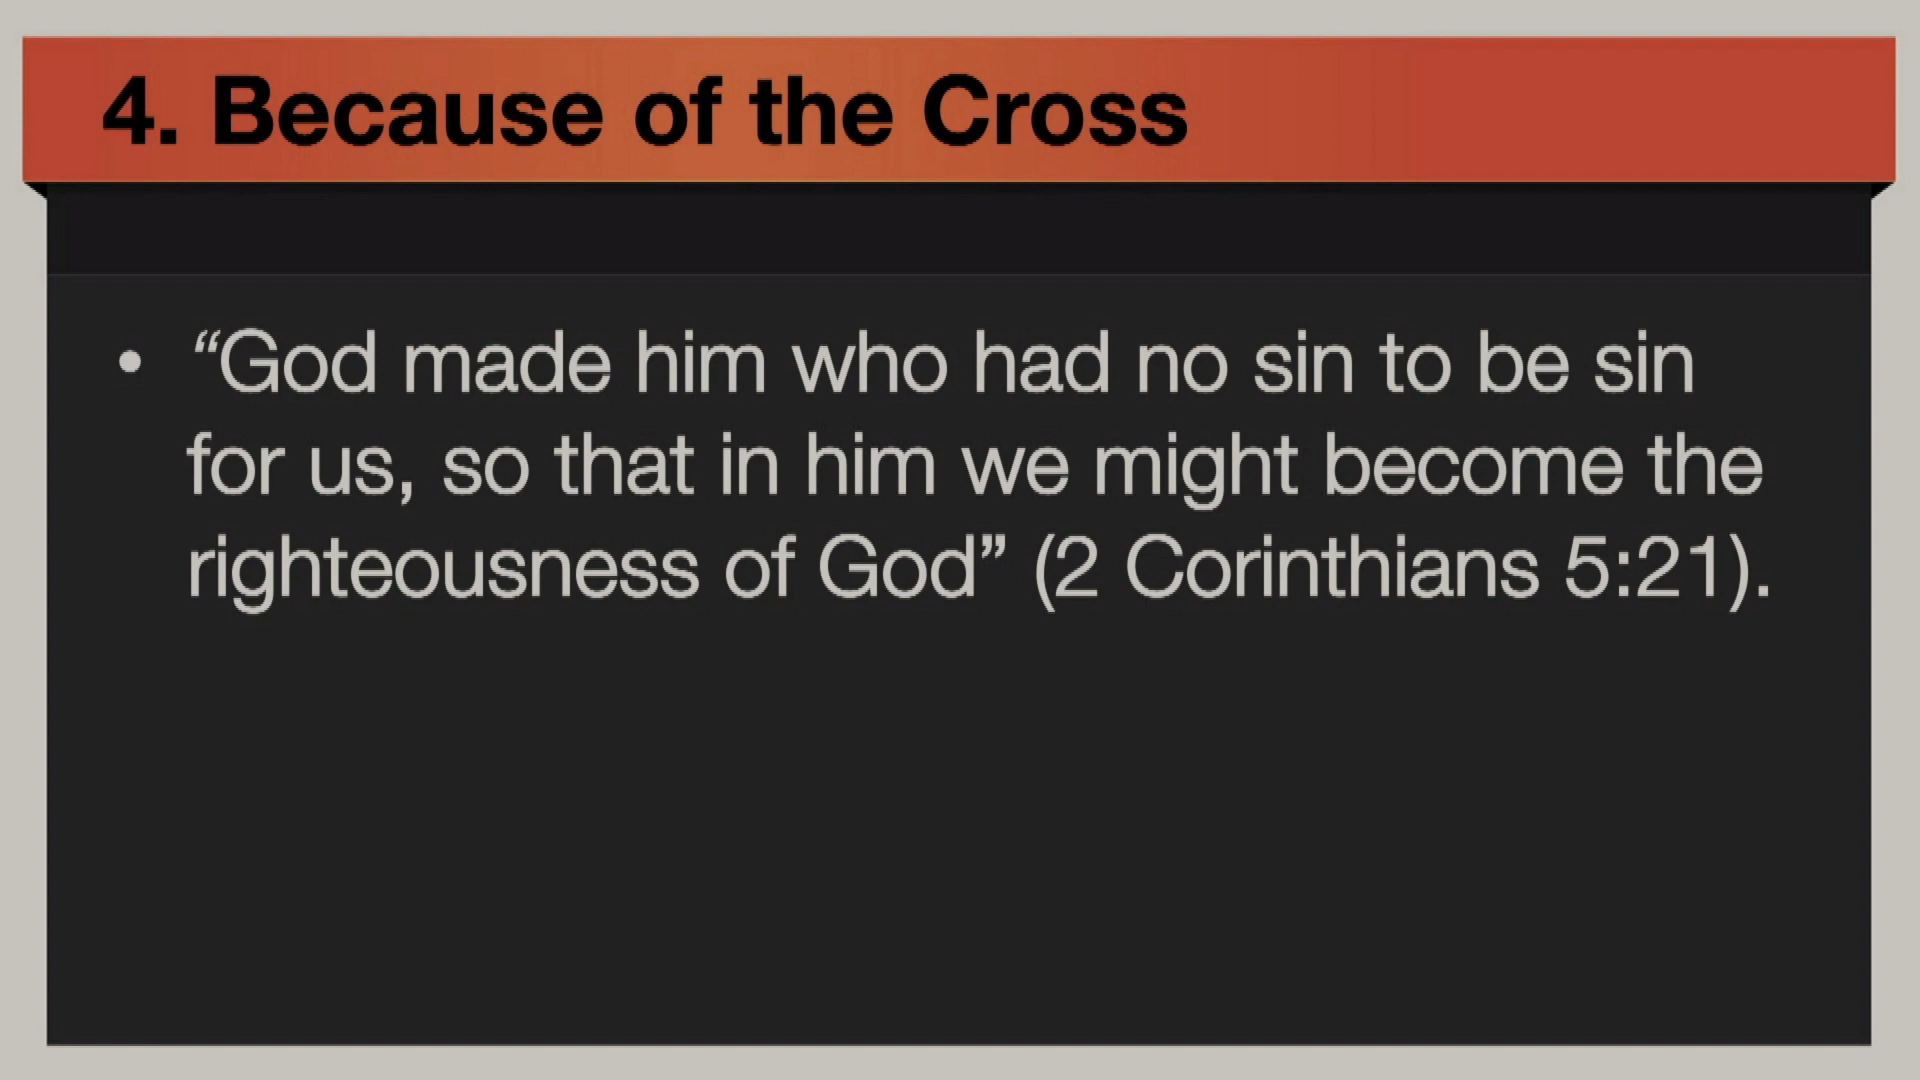 4. Because of the Cross
• “God made him who had no sin to be sin
for us, so that in him we might become the
righteousness of God” (2 Corinthians 5:21).